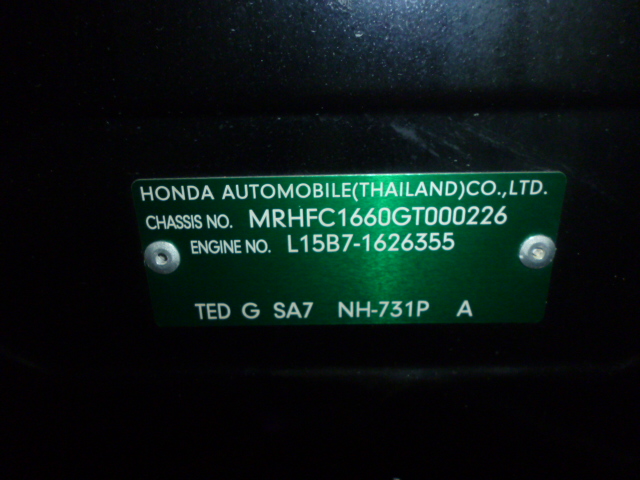 HONDA AUTOMOBILE(THAILAND)CO.,LTD.
CHASSIS NO. MRHFC1660GT000226
ENGINE NO. L15B7-1626355
TED G SA7 NH-731P A